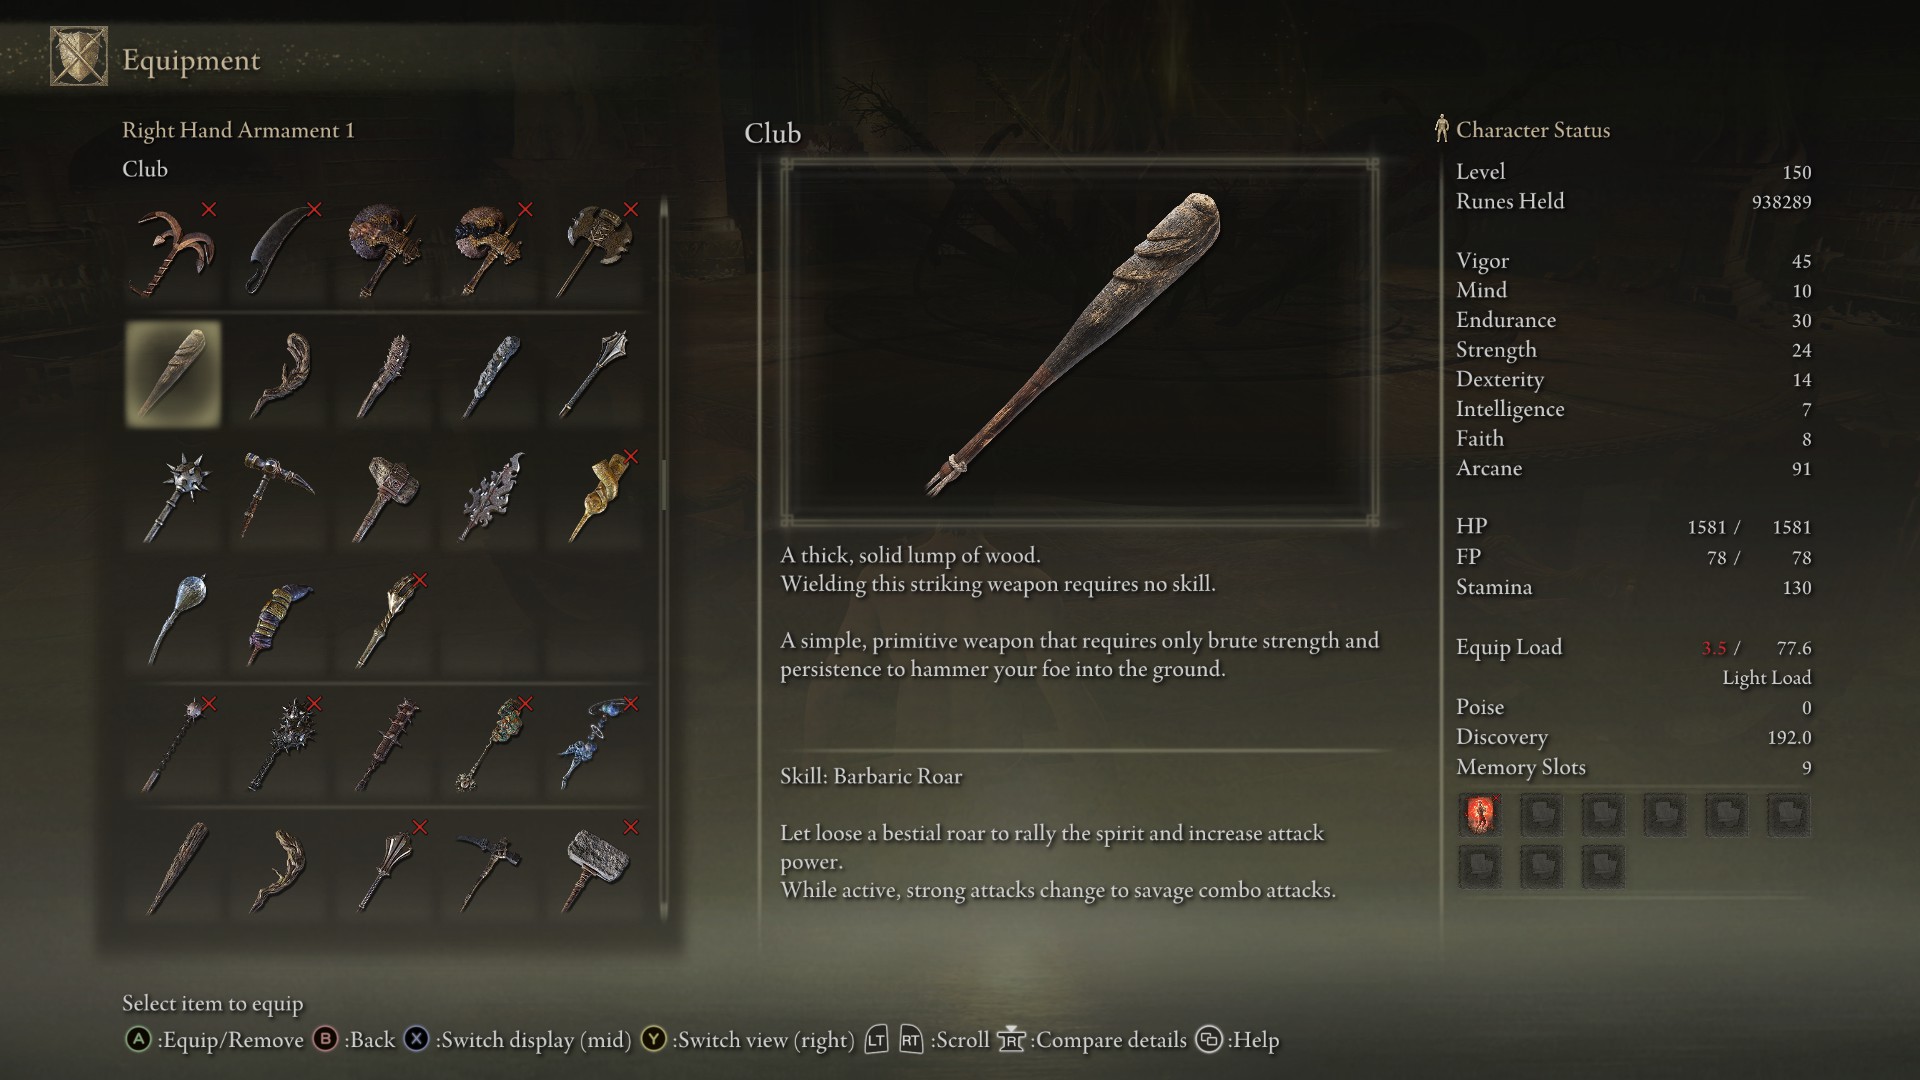 Equipment
Right Hand Armament 1
Club
Club
A thick, solid lump of wood.
Wielding this striking weapon requires no skill.
A simple, primitive weapon that requires only brute strength and
persistence to hammer your foe into the ground.
Skill: Barbaric Roar
Let loose a bestial roar to rally the spirit and increase attack
power.
While active, strong attacks change to savage combo attacks.
Character Status
Level 150
Runes Held 938289
Vigor 45
Mind 10
Endurance 30
Strength 24
Dexterity 14
Intelligence 7
Faith 8
Arcane 91
HP 1581 / 1581
FP 78 / 78
Stamina 130
Equip Load 3.5 / 77.6
Light Load
Poise 0
Discovery 192.0
Memory Slots 9
Select item to equip
A :Equip/Remove B :Back X :Switch display (mid) Y :Switch view (right) LT RT :Scroll R :Compare details :Help